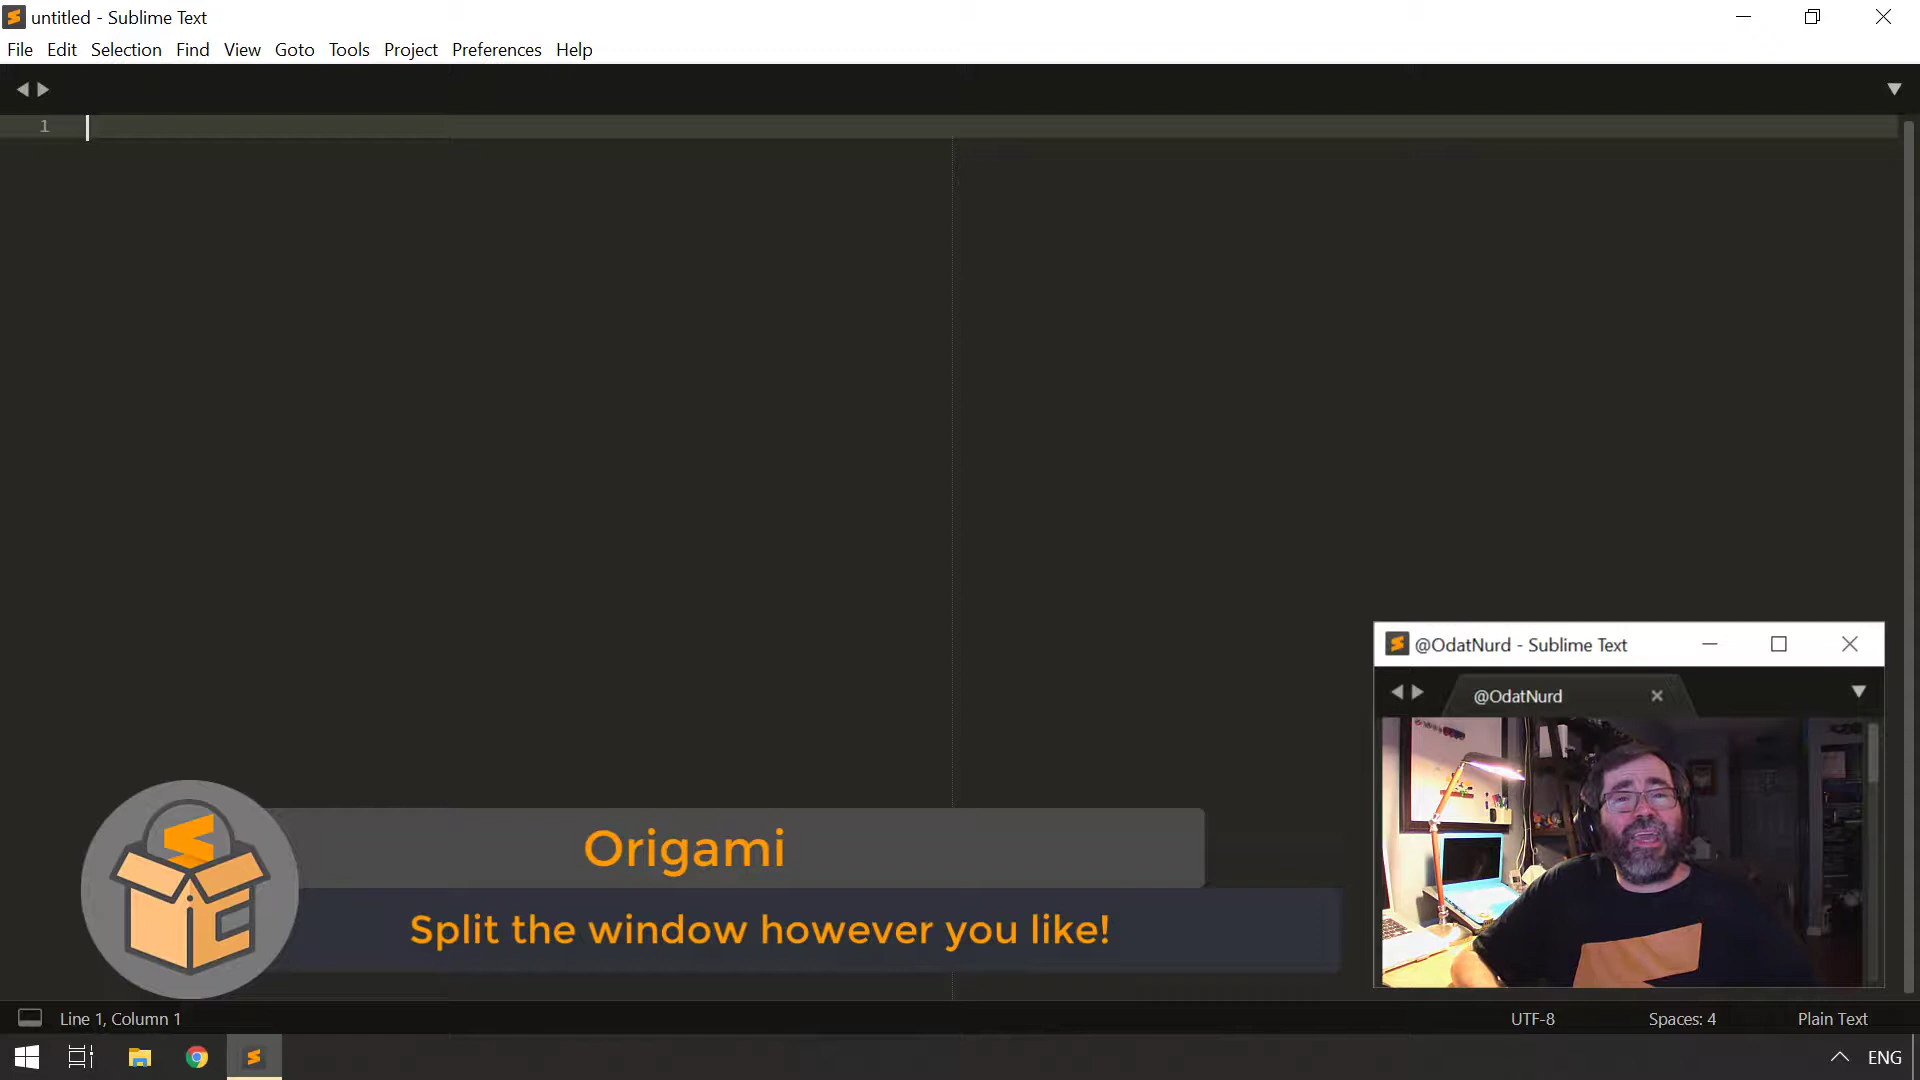 untitled - Sublime Text
File Edit Selection Find View Goto Tools Project Preferences Help
1
@OdatNurd - Sublime Text
@OdatNurd
Origami
Split the window however you like!
Line 1, Column 1
UTF-8
Spaces: 4
Plain Text
ENG